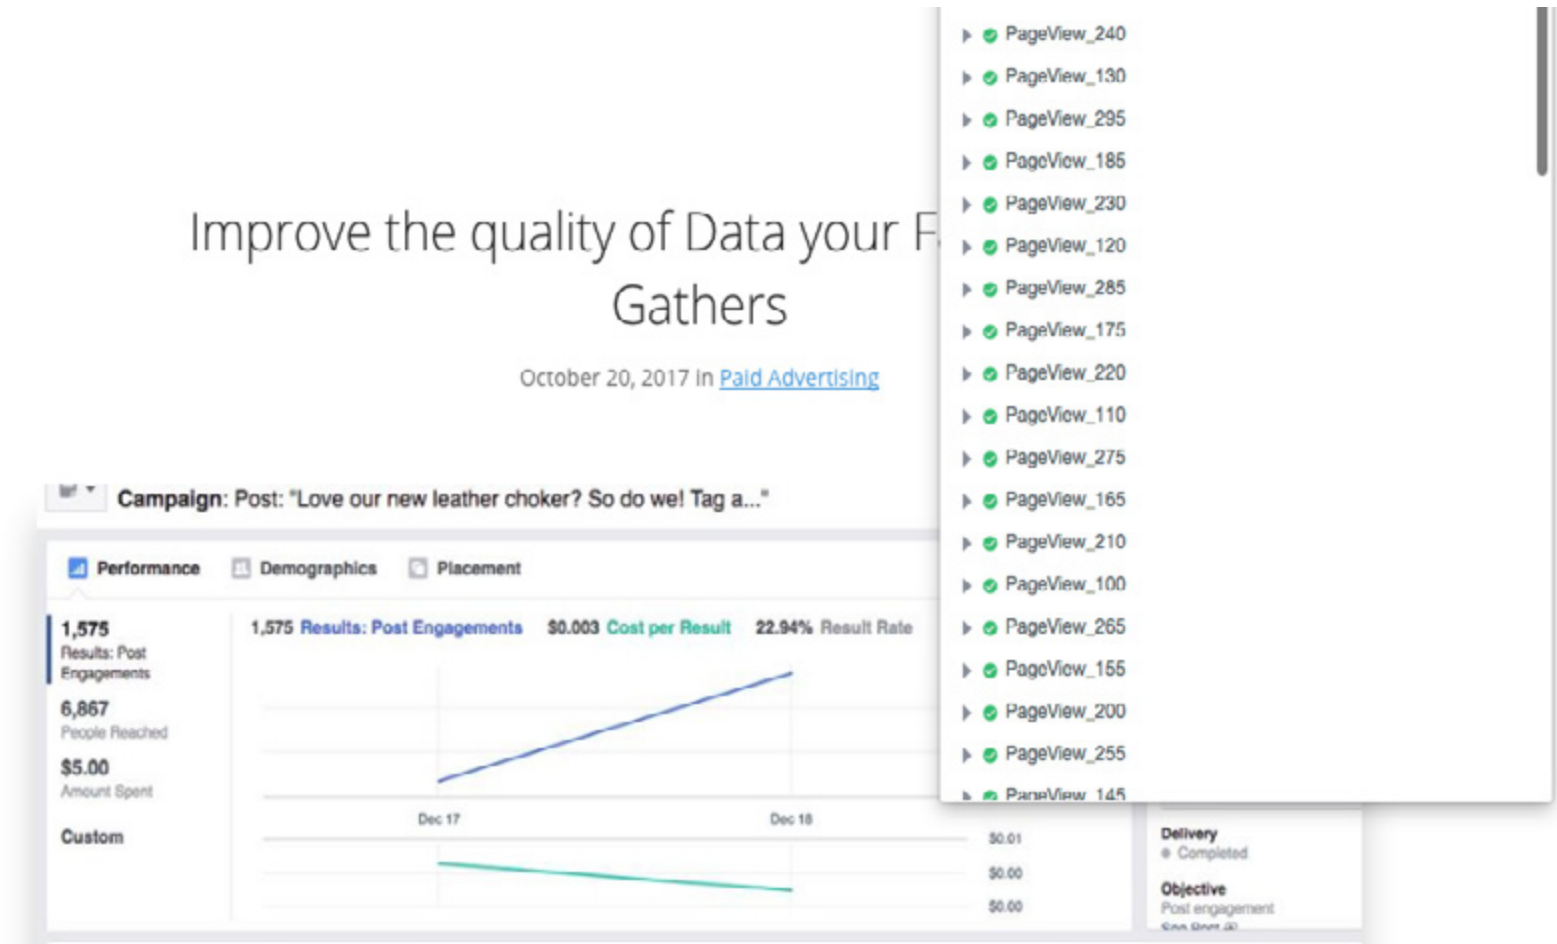 Improve the quality of Data your F
Gathers
October 20, 2017 in Paid Advertising
PageView_240
PageView_130
PageView_295
PageView_185
PageView_230
PageView_120
PageView_285
PageView_175
PageView_220
PageView_110
PageView_275
PageView_165
PageView_210
PageView_100
PageView_265
PageView_155
PageView_200
PageView_255
PageView_145
Campaign: Post: "Love our new leather choker? So do we! Tag a..."
Performance Demographics Placement
1,575
Results: Post
Engagements
6,867
People Reached
$5.00
Amount Spent
Custom
1,575 Results: Post Engagements $0.003 Cost per Result 22.94% Result Rate
Dec 17 Dec 18
$0.01
$0.00
$0.00
Delivery
Completed
Objective
Post engagement
See Post